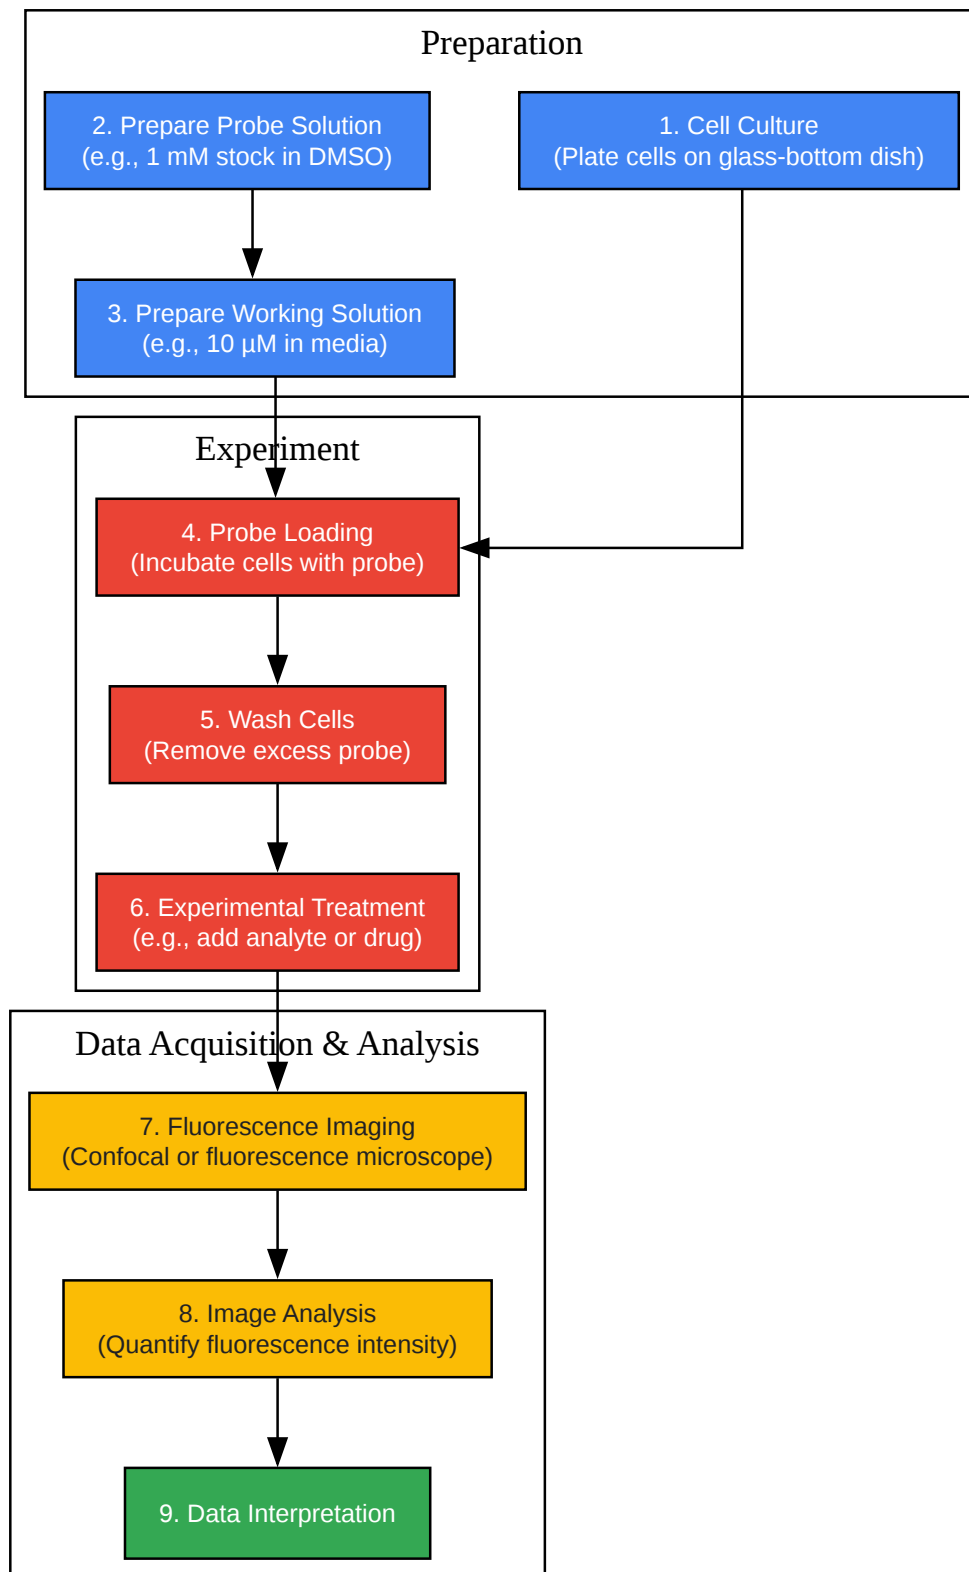 Preparation
2. Prepare Probe Solution
(e.g., 1 mM stock in DMSO)
1. Cell Culture
(Plate cells on glass-bottom dish)
3. Prepare Working Solution
(e.g., 10 µM in media)
Experiment
4. Probe Loading
(Incubate cells with probe)
5. Wash Cells
(Remove excess probe)
6. Experimental Treatment
(e.g., add analyte or drug)
Data Acquisition & Analysis
7. Fluorescence Imaging
(Confocal or fluorescence microscope)
8. Image Analysis
(Quantify fluorescence intensity)
9. Data Interpretation